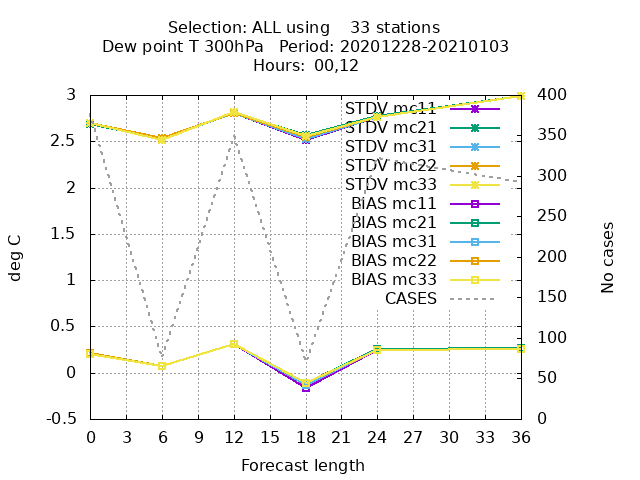 Selection: ALL using 33 stations
Dew point T 300hPa Period: 20201228-20210103
Hours: 00,12
3
2.5
2
1.5
1
0.5
0
-0.5
deg C
400
350
300
250
200
150
100
50
0
No cases
STDV mc11
STDV mc21
STDV mc31
STDV mc22
STDV mc33
BIAS mc11
BIAS mc21
BIAS mc31
BIAS mc22
BIAS mc33
CASES
0 3 6 9 12 15 18 21 24 27 30 33 36
Forecast length